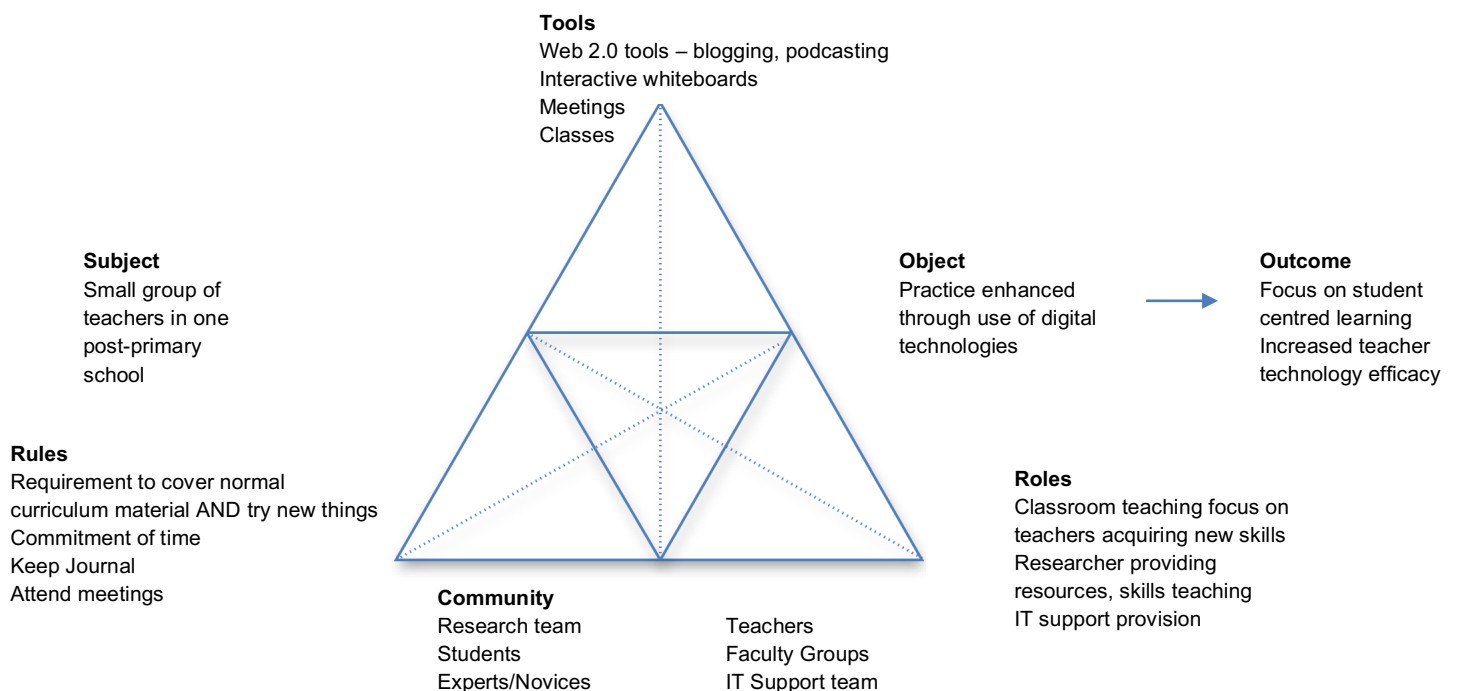 Tools
Web 2.0 tools – blogging, podcasting
Interactive whiteboards
Meetings
Classes
Subject
Small group of
teachers in one
post-primary
school
Object
Practice enhanced
through use of digital
technologies
Outcome
Focus on student
centred learning
Increased teacher
technology efficacy
Rules
Requirement to cover normal
curriculum material AND try new things
Commitment of time
Keep Journal
Attend meetings
Roles
Classroom teaching focus on
teachers acquiring new skills
Researcher providing
resources, skills teaching
IT support provision
Community
Research team
Students
Experts/Novices
Teachers
Faculty Groups
IT Support team